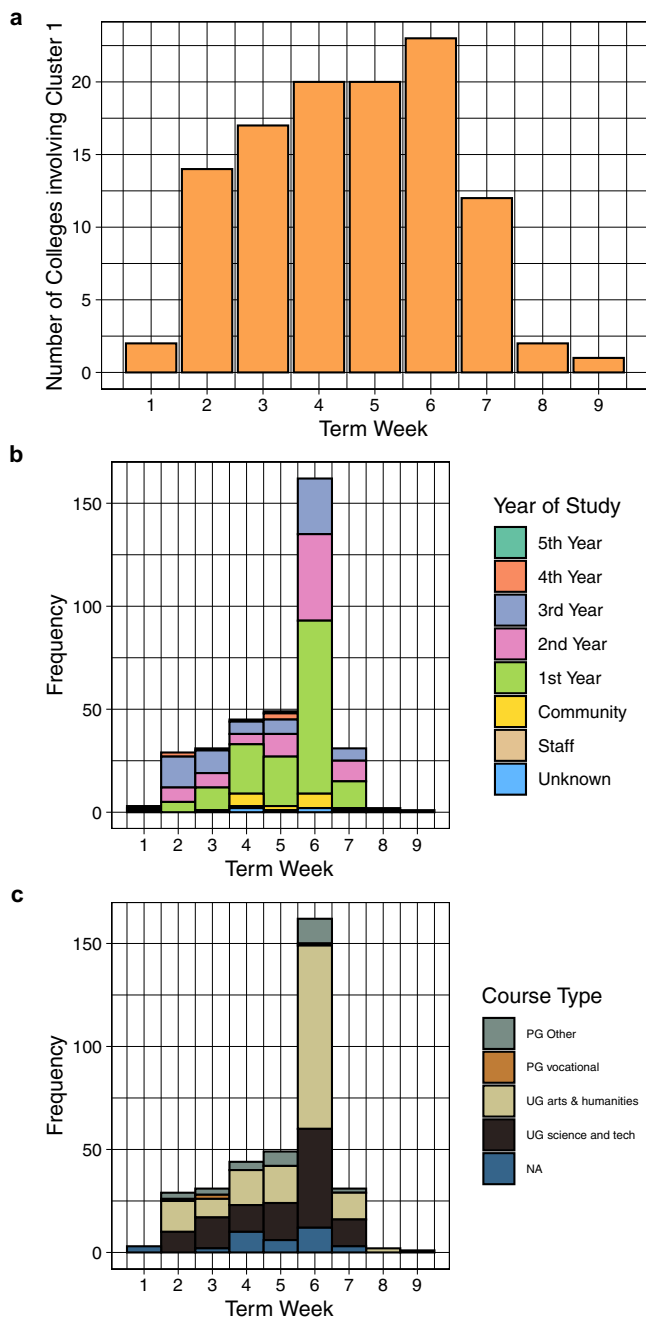 a
Number of Colleges involving Cluster 1
20
15
10
5
0
1 2 3 4 5 6 7 8 9
Term Week
b
Frequency
150
100
50
0
1 2 3 4 5 6 7 8 9
Term Week
Year of Study
5th Year
4th Year
3rd Year
2nd Year
1st Year
Community
Staff
Unknown
c
Frequency
150
100
50
0
1 2 3 4 5 6 7 8 9
Term Week
Course Type
PG Other
PG vocational
UG arts & humanities
UG science and tech
NA